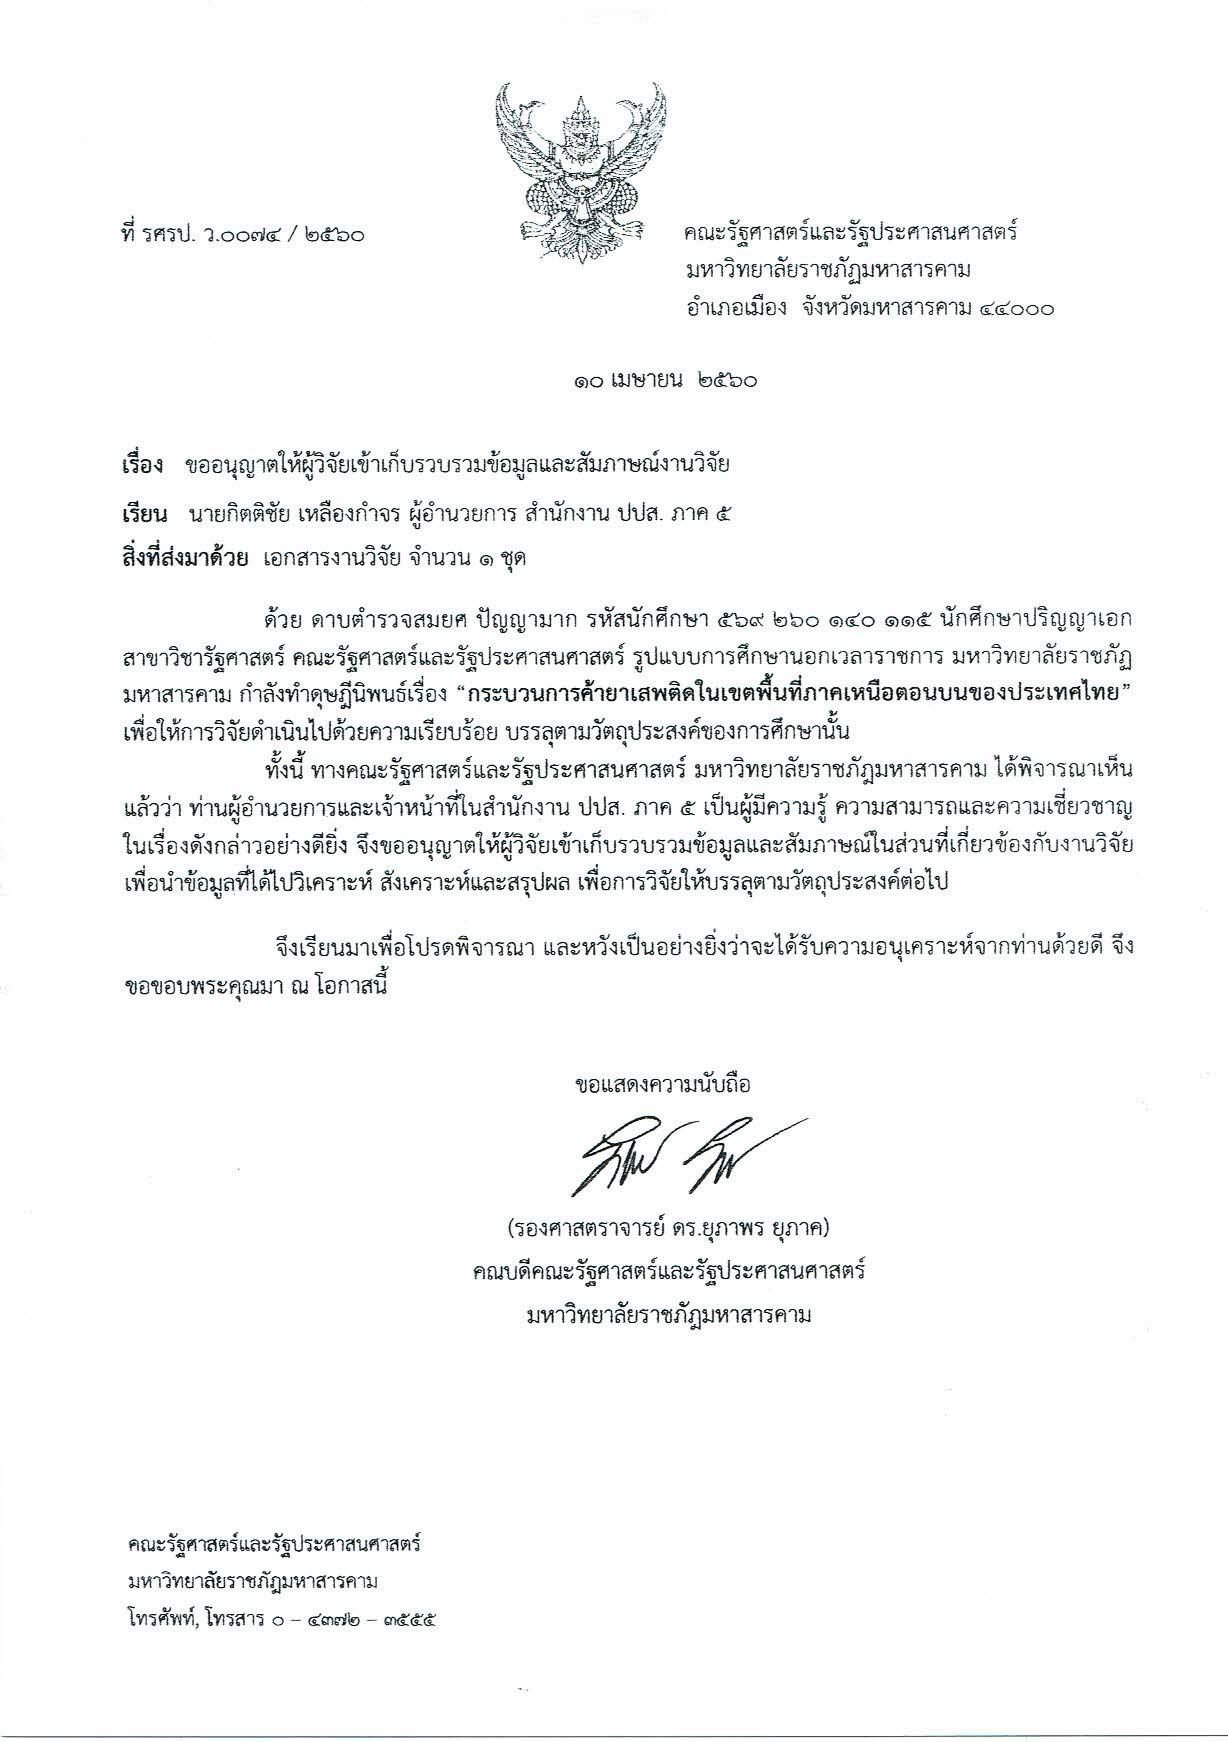 ที่ รศรป. ว.๐๐๗๔ / ๒๕๖๐
คณะรัฐศาสตร์และรัฐประศาสนศาสตร์
มหาวิทยาลัยราชภัฏมหาสารคาม
อำเภอเมือง จังหวัดมหาสารคาม ๔๔๐๐๐
๑๐ เมษายน ๒๕๖๐
เรื่อง ขออนุญาตให้ผู้วิจัยเข้าเก็บรวบรวมข้อมูลและสัมภาษณ์งานวิจัย
เรียน นายกิตติชัย เหลืองกำจร ผู้อำนวยการ สำนักงาน ปปส. ภาค ๕
สิ่งที่ส่งมาด้วย เอกสารงานวิจัย จำนวน ๑ ชุด
ด้วย ดาบตำรวจสมยศ ปัญญามาก รหัสนักศึกษา ๕๖๙ ๒๖๐ ๑๔๐ ๑๑๕ นักศึกษาปริญญาเอก
สาขาวิชารัฐศาสตร์ คณะรัฐศาสตร์และรัฐประศาสนศาสตร์ รูปแบบการศึกษานอกเวลาราชการ มหาวิทยาลัยราชภัฏ
มหาสารคาม กำลังทำดุษฎีนิพนธ์เรื่อง “กระบวนการค้ายาเสพติดในเขตพื้นที่ภาคเหนือตอนบนของประเทศไทย”
เพื่อให้การวิจัยดำเนินไปด้วยความเรียบร้อย บรรลุตามวัตถุประสงค์ของการศึกษานั้น
ทั้งนี้ ทางคณะรัฐศาสตร์และรัฐประศาสนศาสตร์ มหาวิทยาลัยราชภัฏมหาสารคาม ได้พิจารณาเห็น
แล้วว่า ท่านผู้อำนวยการและเจ้าหน้าที่ในสำนักงาน ปปส. ภาค ๕ เป็นผู้มีความรู้ ความสามารถและความเชี่ยวชาญ
ในเรื่องดังกล่าวอย่างดียิ่ง จึงขออนุญาตให้ผู้วิจัยเข้าเก็บรวบรวมข้อมูลและสัมภาษณ์ในส่วนที่เกี่ยวข้องกับงานวิจัย
เพื่อนำข้อมูลที่ได้ไปวิเคราะห์ สังเคราะห์และสรุปผล เพื่อการวิจัยให้บรรลุตามวัตถุประสงค์ต่อไป
จึงเรียนมาเพื่อโปรดพิจารณา และหวังเป็นอย่างยิ่งว่าจะได้รับความอนุเคราะห์จากท่านด้วยดี จึง
ขอขอบพระคุณมา ณ โอกาสนี้
ขอแสดงความนับถือ
(รองศาสตราจารย์ ดร.ยุภาพร ยุภาศ)
คณบดีคณะรัฐศาสตร์และรัฐประศาสนศาสตร์
มหาวิทยาลัยราชภัฏมหาสารคาม
คณะรัฐศาสตร์และรัฐประศาสนศาสตร์
มหาวิทยาลัยราชภัฏมหาสารคาม
โทรศัพท์, โทรสาร ๐ – ๔๓๗๒ – ๓๕๕๕